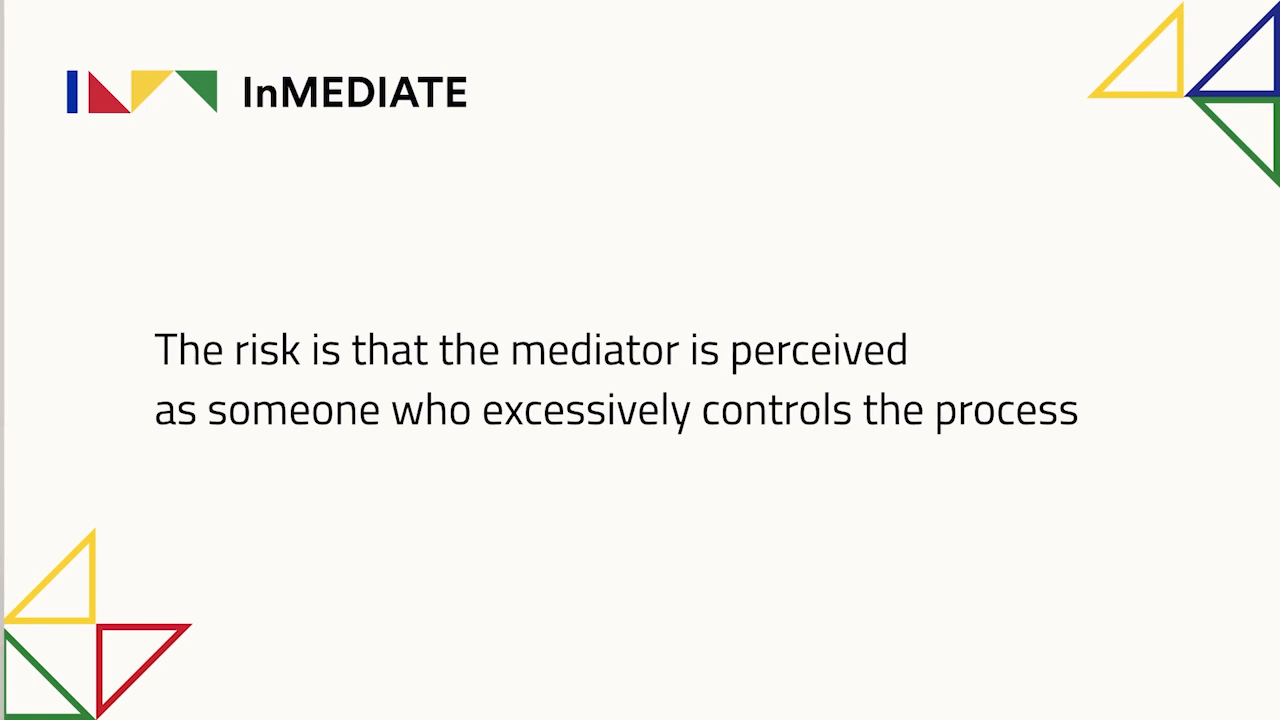 InMEDIATE
The risk is that the mediator is perceived
as someone who excessively controls the process